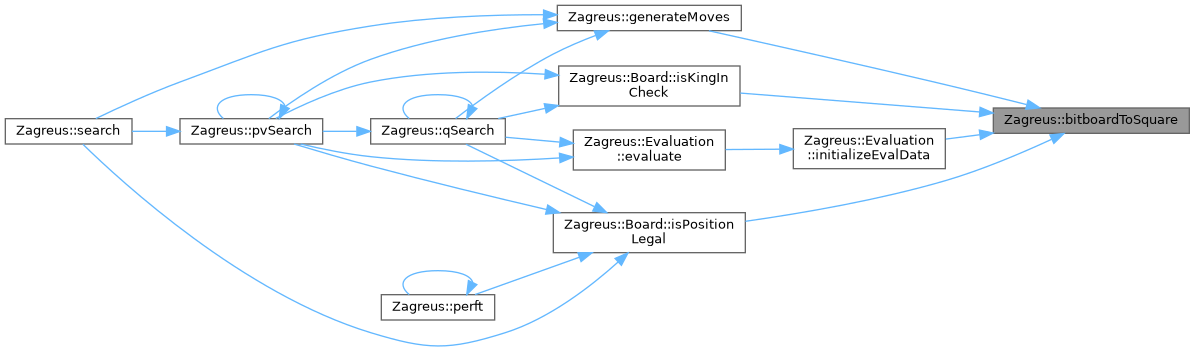 Zagreus::generateMoves
Zagreus::Board::isKingIn
Check
Zagreus::search
Zagreus::pvSearch
Zagreus::qSearch
Zagreus::bitboardToSquare
Zagreus::Evaluation
::evaluate
Zagreus::Evaluation
::initializeEvalData
Zagreus::Board::isPosition
Legal
Zagreus::perft